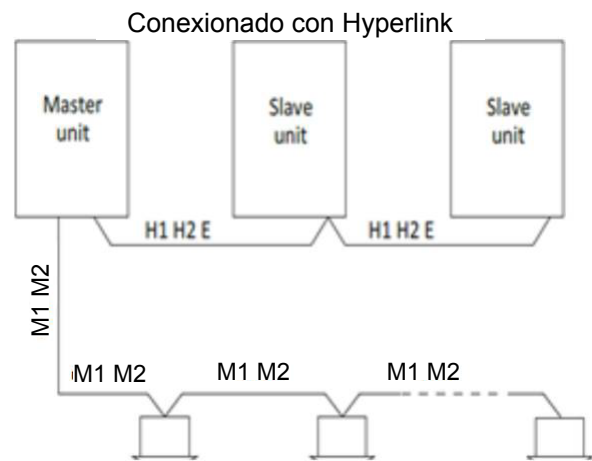 Conexionado con Hyperlink
Master
unit
Slave
unit
Slave
unit
H1 H2 E
H1 H2 E
M1 M2
M1 M2
M1 M2
M1 M2